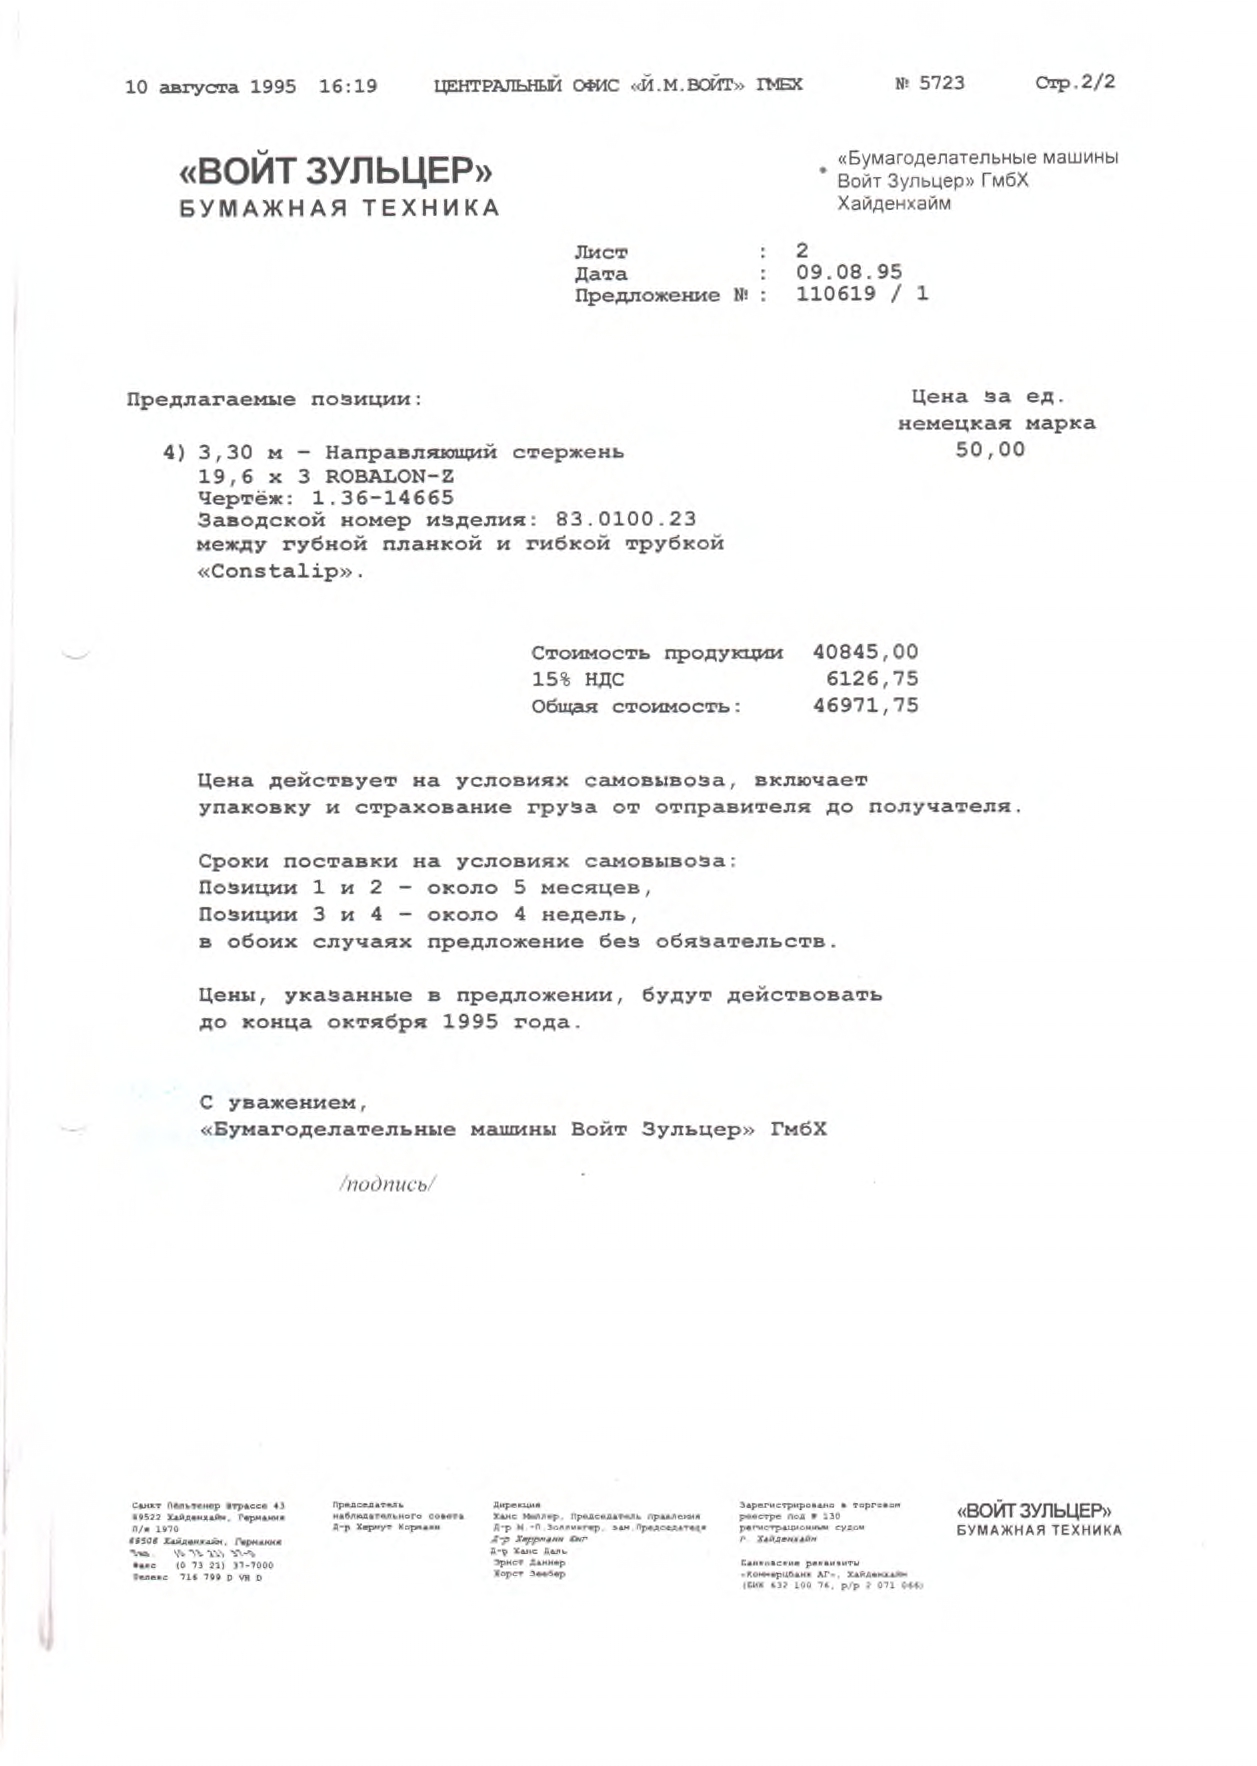 10 августа 1995 16:19 ЦЕНТРАЛЬНЫЙ ОФИС «Й.М.ВОЙТ» ГМБХ № 5723 Стр.2/2
«ВОЙТ ЗУЛЬЦЕР»
БУМАЖНАЯ ТЕХНИКА
«Бумагоделательные машины
Войт Зульцер» ГмбХ
Хайденхайм
Лист : 2
Дата : 09.08.95
Предложение № : 110619 / 1
Предлагаемые позиции:
Цена за ед.
немецкая марка
4) 3,30 м – Направляющий стержень 50,00
19,6 х 3 ROBALON-Z
Чертёж: 1.36-14665
Заводской номер изделия: 83.0100.23
между губной планкой и гибкой трубкой
«Constalip».
Стоимость продукции 40845,00
15% НДС 6126,75
Общая стоимость: 46971,75
Цена действует на условиях самовывоза, включает
упаковку и страхование груза от отправителя до получателя.
Сроки поставки на условиях самовывоза:
Позиции 1 и 2 – около 5 месяцев,
Позиции 3 и 4 – около 4 недель,
в обоих случаях предложение без обязательств.
Цены, указанные в предложении, будут действовать
до конца октября 1995 года.
С уважением,
«Бумагоделательные машины Войт Зульцер» ГмбХ
/подпись/
Санкт Пёльтенер Штрассе 43
89522 Хайденхайм, Германия
П/я 1970
89508 Хайденхайм, Германия
Факс (0 73 21) 37-7000
Телекс 716 799 D VH D
Председатель
наблюдательного совета
Д-р Хернут Корманн
Дирекция
Ханс Мюллер, Председатель Правления
Д-р М.-П.Золлингер, зам.Председателя
Д-р Херрманн Юнг
Д-р Ханс Даль
Эрнст Даннер
Хорст Зеебер
Зарегистрировано в торговом
реестре под # 130
регистрационным судом
г. Хайденхайм
Банковские реквизиты
«Коммерцбанк АГ», Хайденхайм
(БИК 632 100 76, р/р 2 071 066)
«ВОЙТ ЗУЛЬЦЕР»
БУМАЖНАЯ ТЕХНИКА